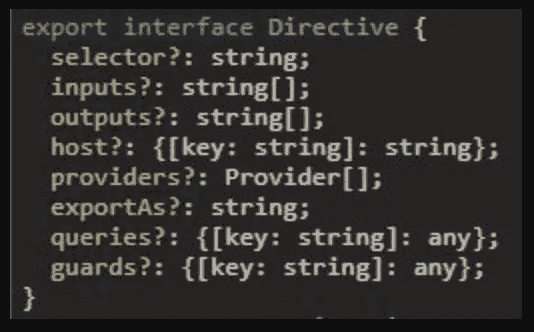 export interface Directive {
selector?: string;
inputs?: string[];
outputs?: string[];
host?: {[key: string]: string};
providers?: Provider[];
exportAs?: string;
queries?: {[key: string]: any};
guards?: {[key: string]: any};
}